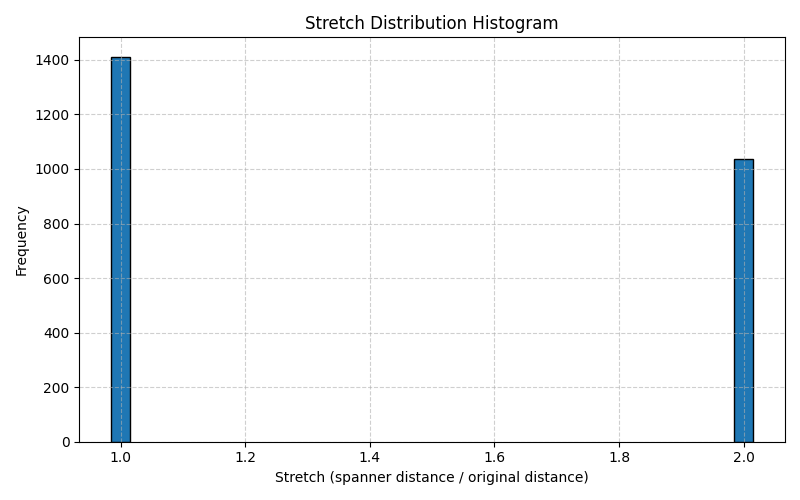 Stretch Distribution Histogram
Frequency
1400
1200
1000
800
600
400
200
0
1.0 1.2 1.4 1.6 1.8 2.0
Stretch (spanner distance / original distance)